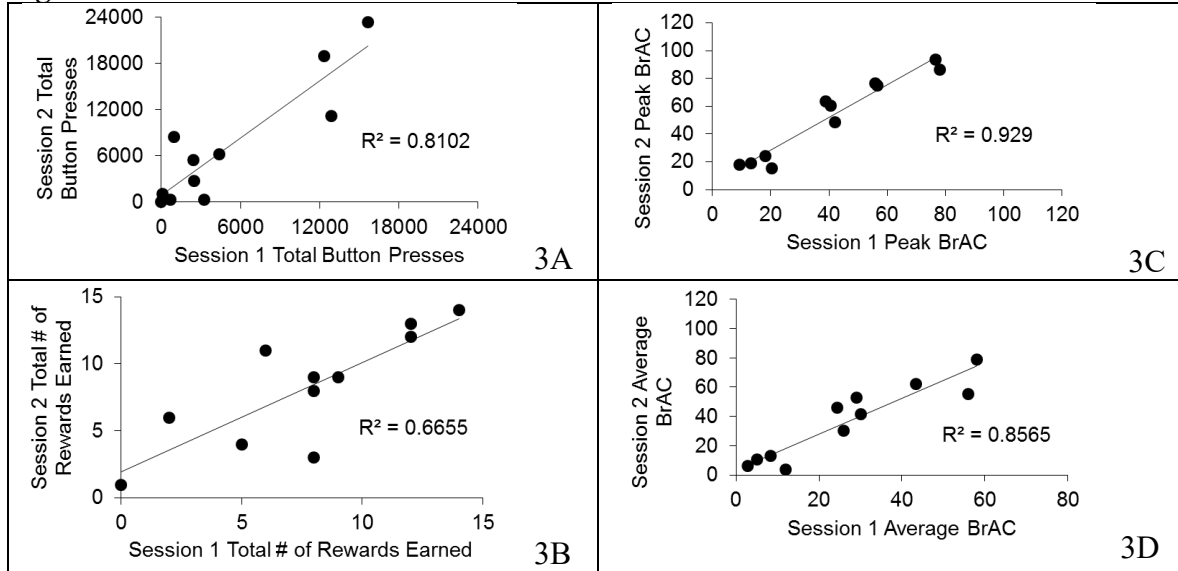 24000
18000
12000
6000
0
Session 2 Total
Button Presses
R² = 0.8102
0 6000 12000 18000 24000
Session 1 Total Button Presses
3A
120
100
80
60
40
20
0
Session 2 Peak BrAC
R² = 0.929
0 20 40 60 80 100 120
Session 1 Peak BrAC
3C
15
10
5
0
Session 2 Total # of
Rewards Earned
R² = 0.6655
0 5 10 15
Session 1 Total # of Rewards Earned
3B
120
100
80
60
40
20
0
Session 2 Average
BrAC
R² = 0.8565
0 20 40 60 80
Session 1 Average BrAC
3D